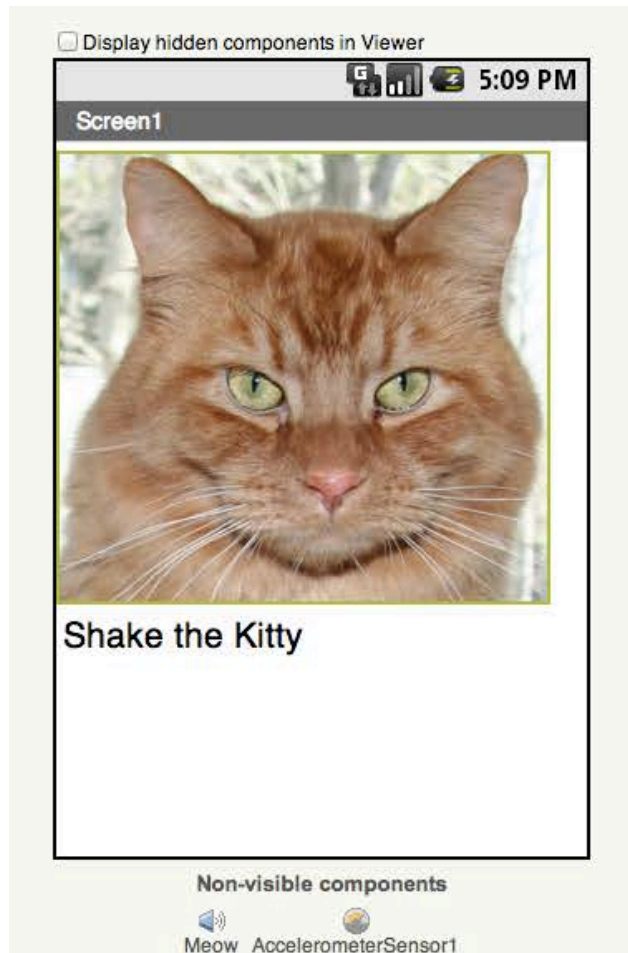 Display hidden components in Viewer
G 5:09 PM
Screen1
Shake the Kitty
Non-visible components
Meow AccelerometerSensor1